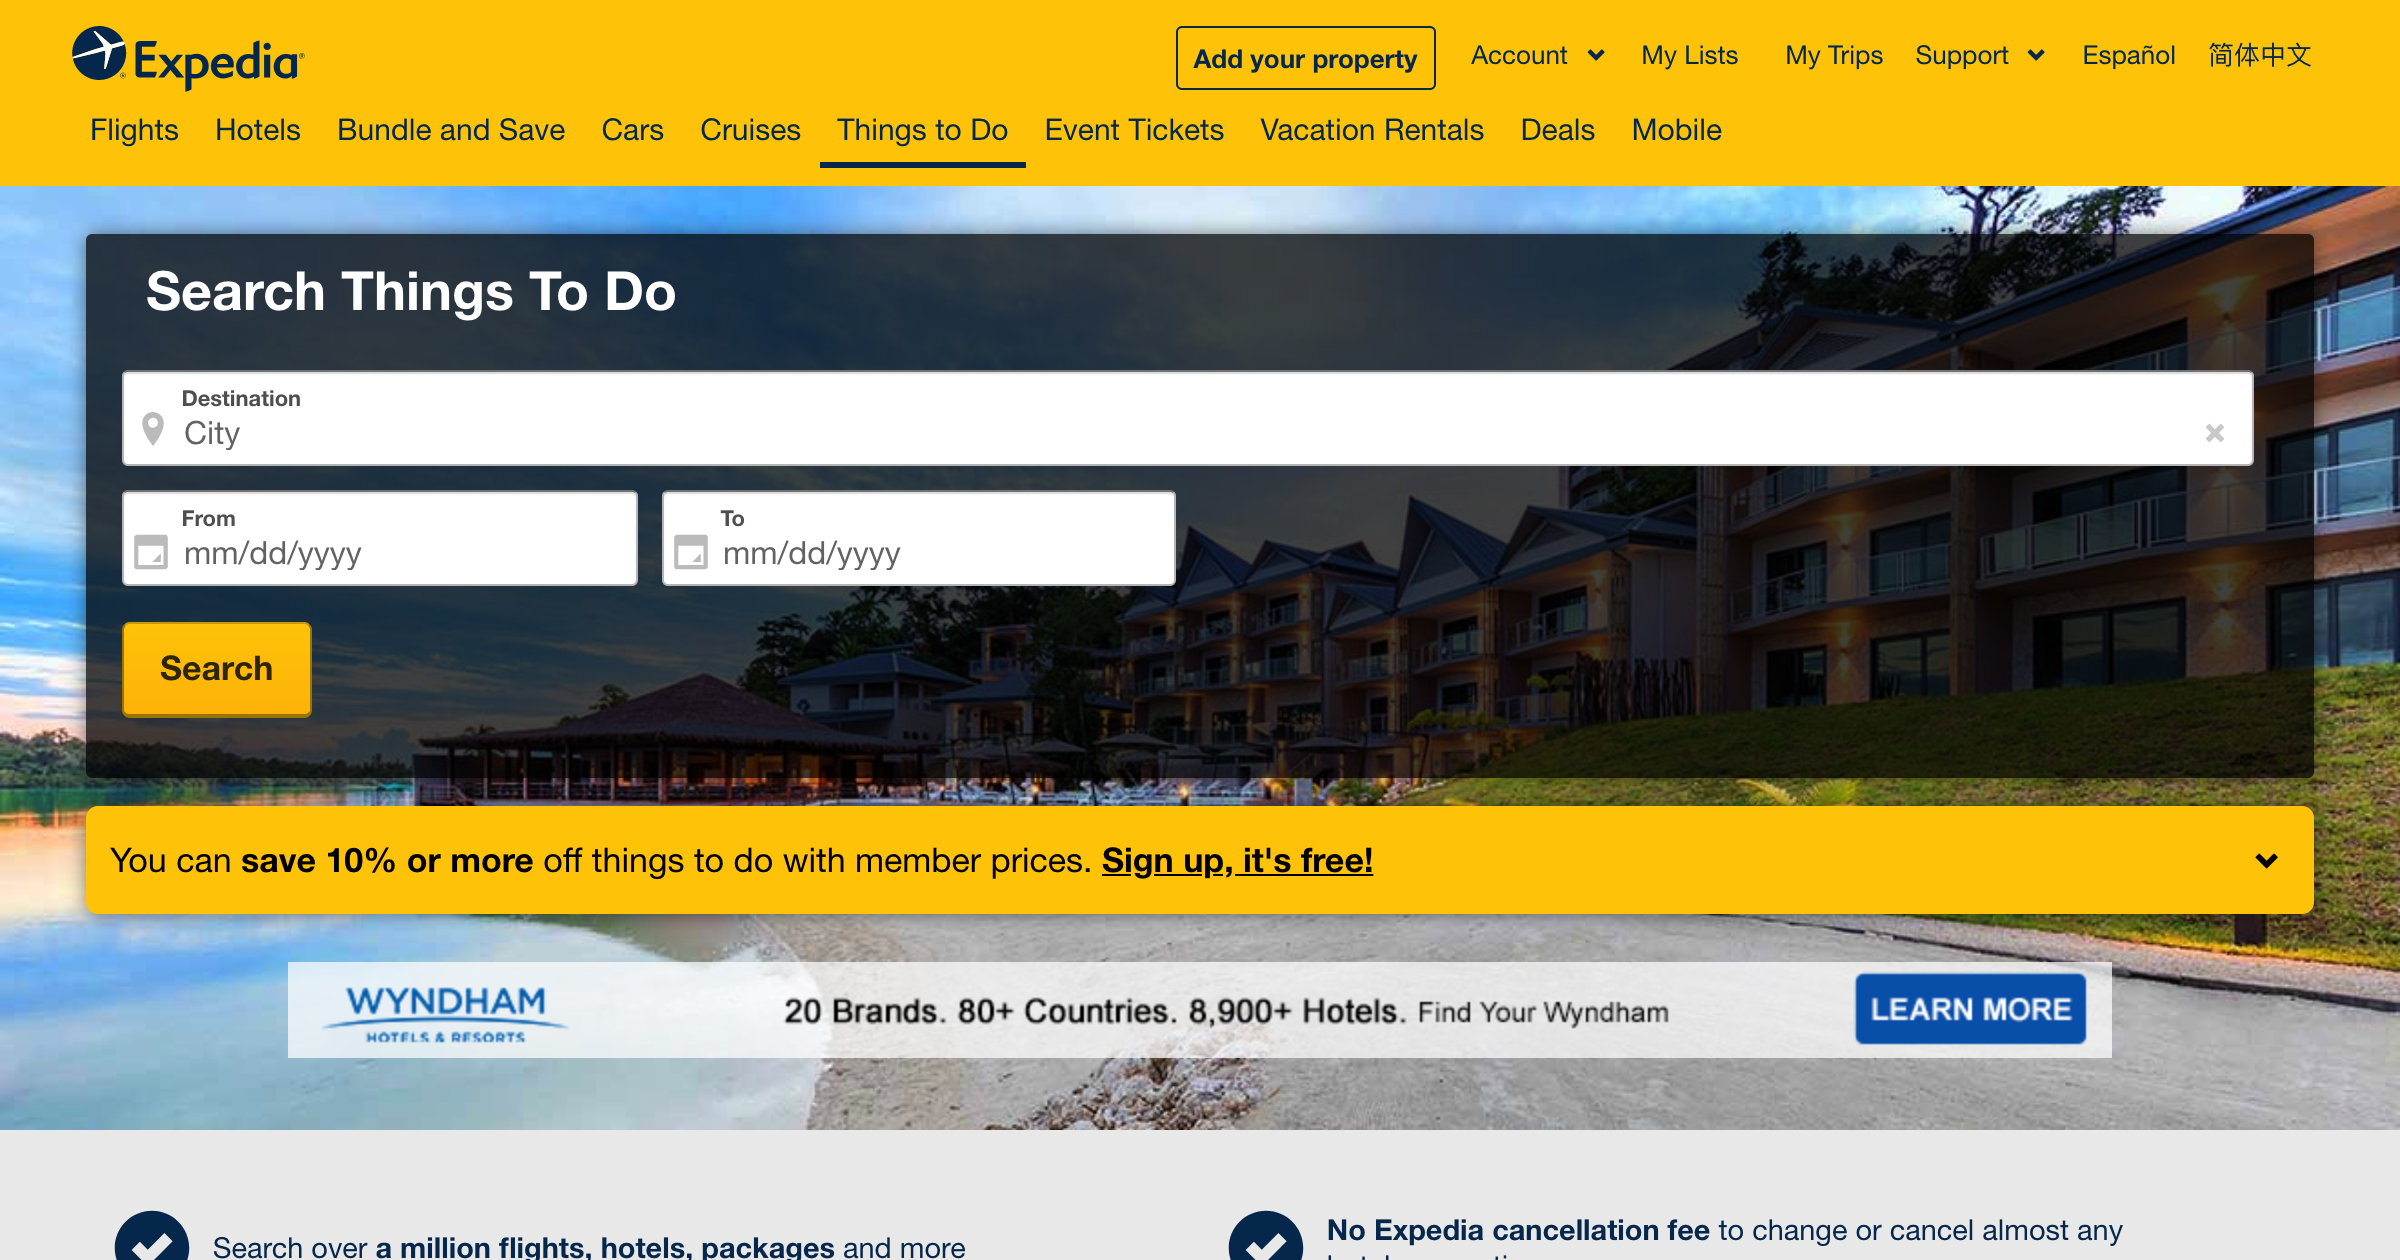 Expedia
Add your property
Account
My Lists
My Trips
Support
Español
简体中文
Flights
Hotels
Bundle and Save
Cars
Cruises
Things to Do
Event Tickets
Vacation Rentals
Deals
Mobile
Search Things To Do
Destination
City
From
mm/dd/yyyy
To
mm/dd/yyyy
Search
You can save 10% or more off things to do with member prices. Sign up, it's free!
WYNDHAM
HOTELS & RESORTS
20 Brands. 80+ Countries. 8,900+ Hotels. Find Your Wyndham
LEARN MORE
Search over a million flights, hotels, packages and more
No Expedia cancellation fee to change or cancel almost any